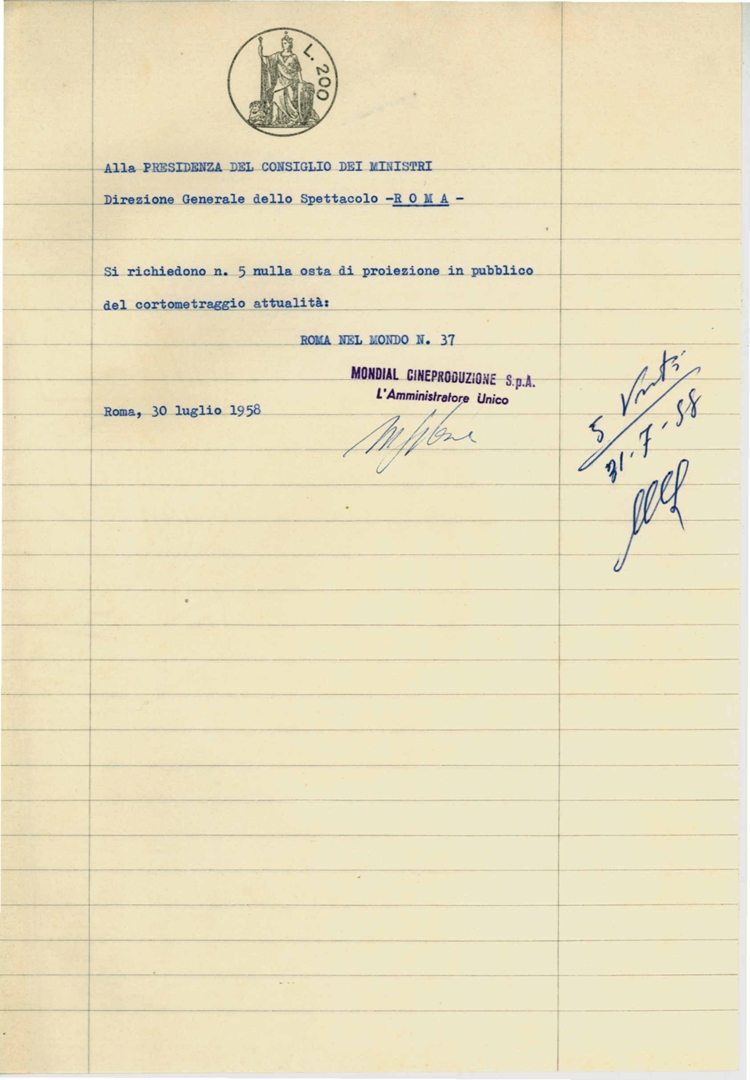 L. 200
Alla PRESIDENZA DEL CONSIGLIO DEI MINISTRI
Direzione Generale dello Spettacolo -R O M A -
Si richiedono n. 5 nulla osta di proiezione in pubblico
del cortometraggio attualità:
ROMA NEL MONDO N. 37
MONDIAL CINEPRODUZIONE S.p.A.
L'Amministratore Unico
Roma, 30 luglio 1958
5
31-7-58